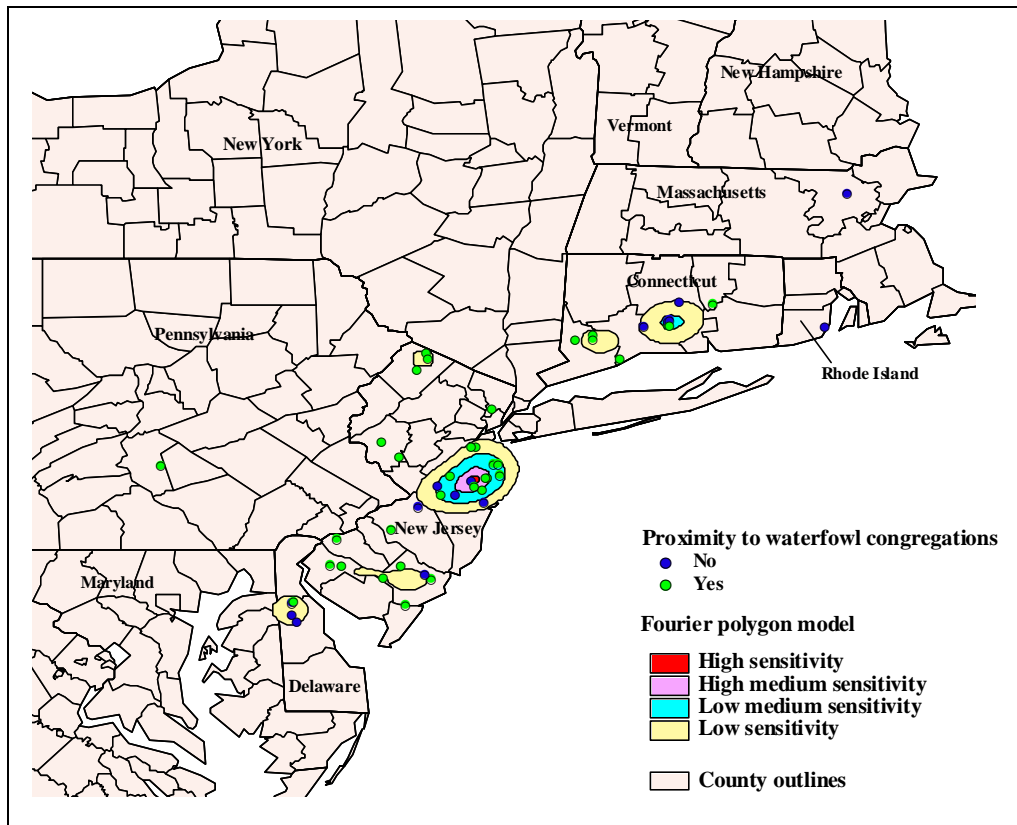 New Hampshire
Vermont
New York
Massachusetts
Connecticut
Pennsylvania
Rhode Island
New Jersey
Maryland
Delaware
Proximity to waterfowl congregations
No
Yes
Fourier polygon model
High sensitivity
High medium sensitivity
Low medium sensitivity
Low sensitivity
County outlines